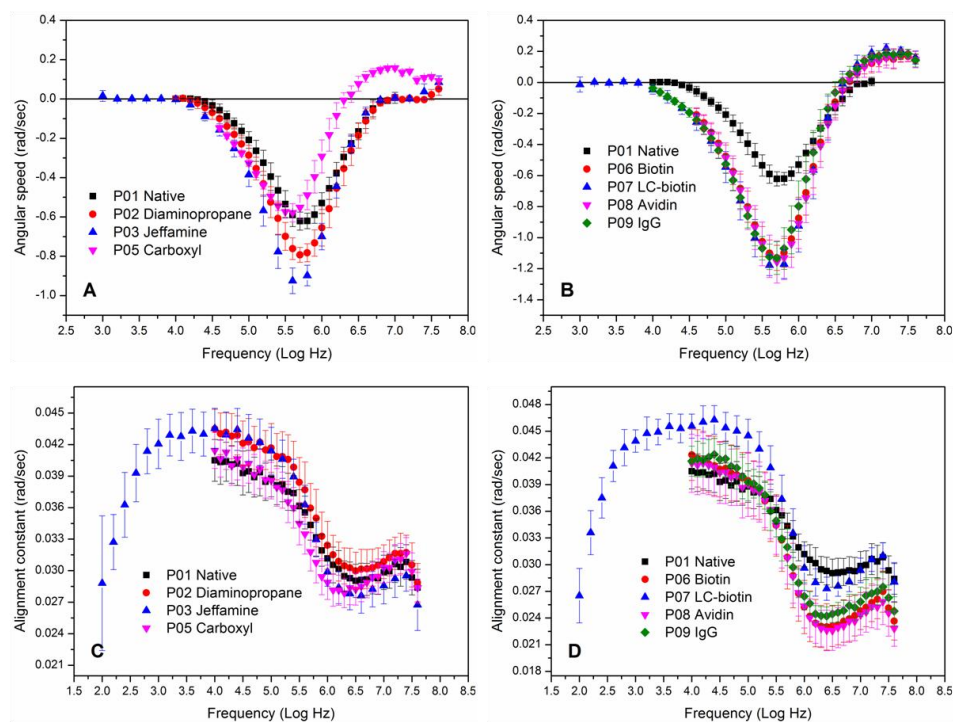 Angular speed (rad/sec)
0.4
0.2
0.0
-0.2
-0.4
-0.6
-0.8
-1.0
P01 Native
P02 Diaminopropane
P03 Jeffamine
P05 Carboxyl
A
2.5 3.0 3.5 4.0 4.5 5.0 5.5 6.0 6.5 7.0 7.5 8.0
Frequency (Log Hz)
Angular speed (rad/sec)
0.4
0.2
0.0
-0.2
-0.4
-0.6
-0.8
-1.0
-1.2
-1.4
P01 Native
P06 Biotin
P07 LC-biotin
P08 Avidin
P09 IgG
B
2.5 3.0 3.5 4.0 4.5 5.0 5.5 6.0 6.5 7.0 7.5 8.0
Frequency (Log Hz)
Alignment constant (rad/sec)
0.045
0.042
0.039
0.036
0.033
0.030
0.027
0.024
0.021
P01 Native
P02 Diaminopropane
P03 Jeffamine
P05 Carboxyl
C
1.5 2.0 2.5 3.0 3.5 4.0 4.5 5.0 5.5 6.0 6.5 7.0 7.5 8.0 8.5
Frequency (Log Hz)
Alignment constant (rad/sec)
0.048
0.045
0.042
0.039
0.036
0.033
0.030
0.027
0.024
0.021
0.018
P01 Native
P06 Biotin
P07 LC-biotin
P08 Avidin
P09 IgG
D
1.5 2.0 2.5 3.0 3.5 4.0 4.5 5.0 5.5 6.0 6.5 7.0 7.5 8.0 8.5
Frequency (Log Hz)